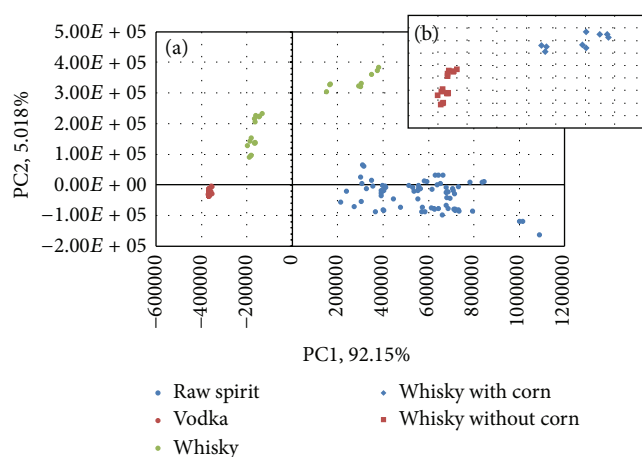 5.00E + 05
4.00E + 05
3.00E + 05
2.00E + 05
1.00E + 05
0.00E + 00
−1.00E + 05
−2.00E + 05
PC2, 5.018%
(a)
(b)
−600000
−400000
−200000
0
200000
400000
600000
800000
1000000
1200000
PC1, 92.15%
Raw spirit
Vodka
Whisky
Whisky with corn
Whisky without corn